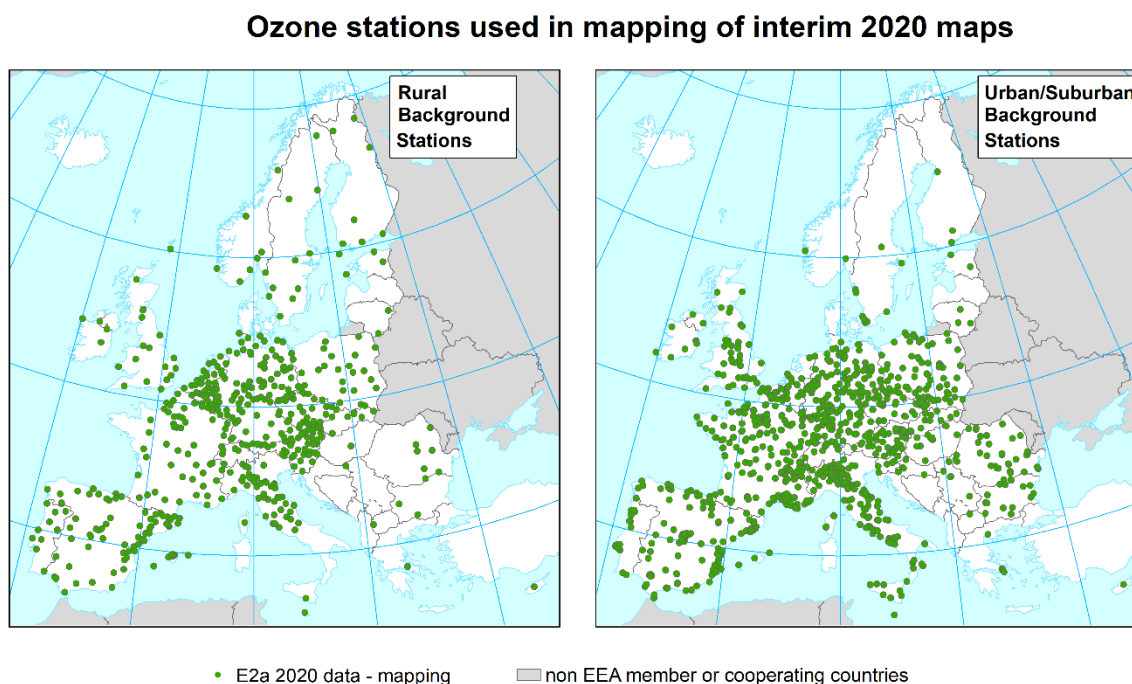 Ozone stations used in mapping of interim 2020 maps
Rural
Background
Stations
Urban/Suburban
Background
Stations
E2a 2020 data - mapping
non EEA member or cooperating countries